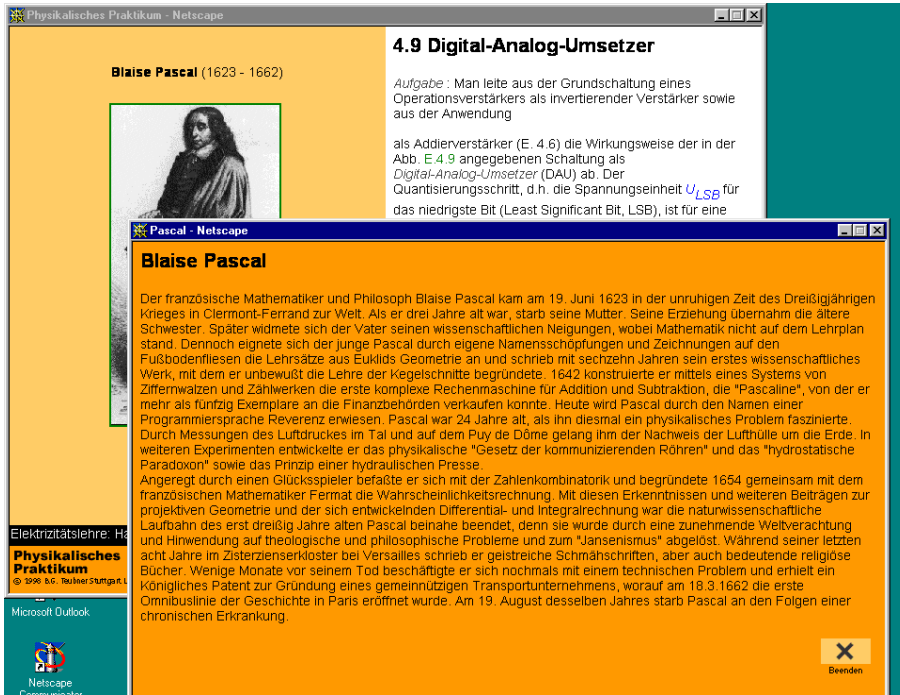 Physikalisches Praktikum - Netscape
Blaise Pascal (1623 - 1662)
4.9 Digital-Analog-Umsetzer
Aufgabe : Man leite aus der Grundschaltung eines
Operationsverstärkers als invertierender Verstärker sowie
aus der Anwendung
als Addierverstärker (E. 4.6) die Wirkungsweise der in der
Abb. E.4.9 angegebenen Schaltung als
Digital-Analog-Umsetzer (DAU) ab. Der
Quantisierungsschritt, d.h. die Spannungseinheit U_LSB für
das niedrigste Bit (Least Significant Bit, LSB), ist für eine
Pascal - Netscape
Blaise Pascal
Der französische Mathematiker und Philosoph Blaise Pascal kam am 19. Juni 1623 in der unruhigen Zeit des Dreißigjährigen
Krieges in Clermont-Ferrand zur Welt. Als er drei Jahre alt war, starb seine Mutter. Seine Erziehung übernahm die ältere
Schwester. Später widmete sich der Vater seinen wissenschaftlichen Neigungen, wobei Mathematik nicht auf dem Lehrplan
stand. Dennoch eignete sich der junge Pascal durch eigene Namensschöpfungen und Zeichnungen auf den
Fußbodenfliesen die Lehrsätze aus Euklids Geometrie an und schrieb mit sechzehn Jahren sein erstes wissenschaftliches
Werk, mit dem er unbewußt die Lehre der Kegelschnitte begründete. 1642 konstruierte er mittels eines Systems von
Ziffernwalzen und Zählwerken die erste komplexe Rechenmaschine für Addition und Subtraktion, die "Pascaline", von der er
mehr als fünfzig Exemplare an die Finanzbehörden verkaufen konnte. Heute wird Pascal durch den Namen einer
Programmiersprache Reverenz erwiesen. Pascal war 24 Jahre alt, als ihn diesmal ein physikalisches Problem faszinierte.
Durch Messungen des Luftdruckes im Tal und auf dem Puy de Dôme gelang ihm der Nachweis der Lufthülle um die Erde. In
weiteren Experimenten entwickelte er das physikalische "Gesetz der kommunizierenden Röhren" und das "hydrostatische
Paradoxon" sowie das Prinzip einer hydraulischen Presse.
Angeregt durch einen Glücksspieler befaßte er sich mit der Zahlenkombinatorik und begründete 1654 gemeinsam mit dem
französischen Mathematiker Fermat die Wahrscheinlichkeitsrechnung. Mit diesen Erkenntnissen und weiteren Beiträgen zur
projektiven Geometrie und der sich entwickelnden Differential- und Integralrechnung war die naturwissenschaftliche
Laufbahn des erst dreißig Jahre alten Pascal beinahe beendet, denn sie wurde durch eine zunehmende Weltverachtung
und Hinwendung auf theologische und philosophische Probleme und zum "Jansenismus" abgelöst. Während seiner letzten
acht Jahre im Zisterzienserkloster bei Versailles schrieb er geistreiche Schmähschriften, aber auch bedeutende religiöse
Bücher. Wenige Monate vor seinem Tod beschäftigte er sich nochmals mit einem technischen Problem und erhielt ein
Königliches Patent zur Gründung eines gemeinnützigen Transportunternehmens, worauf am 18.3.1662 die erste
Omnibuslinie der Geschichte in Paris eröffnet wurde. Am 19. August desselben Jahres starb Pascal an den Folgen einer
chronischen Erkrankung.
Beenden
Elektrizitätslehre: Ha
Physikalisches
Praktikum
© 1998 B.G. Teubner Stuttgart L
Microsoft Outlook
Netscape
Communicator